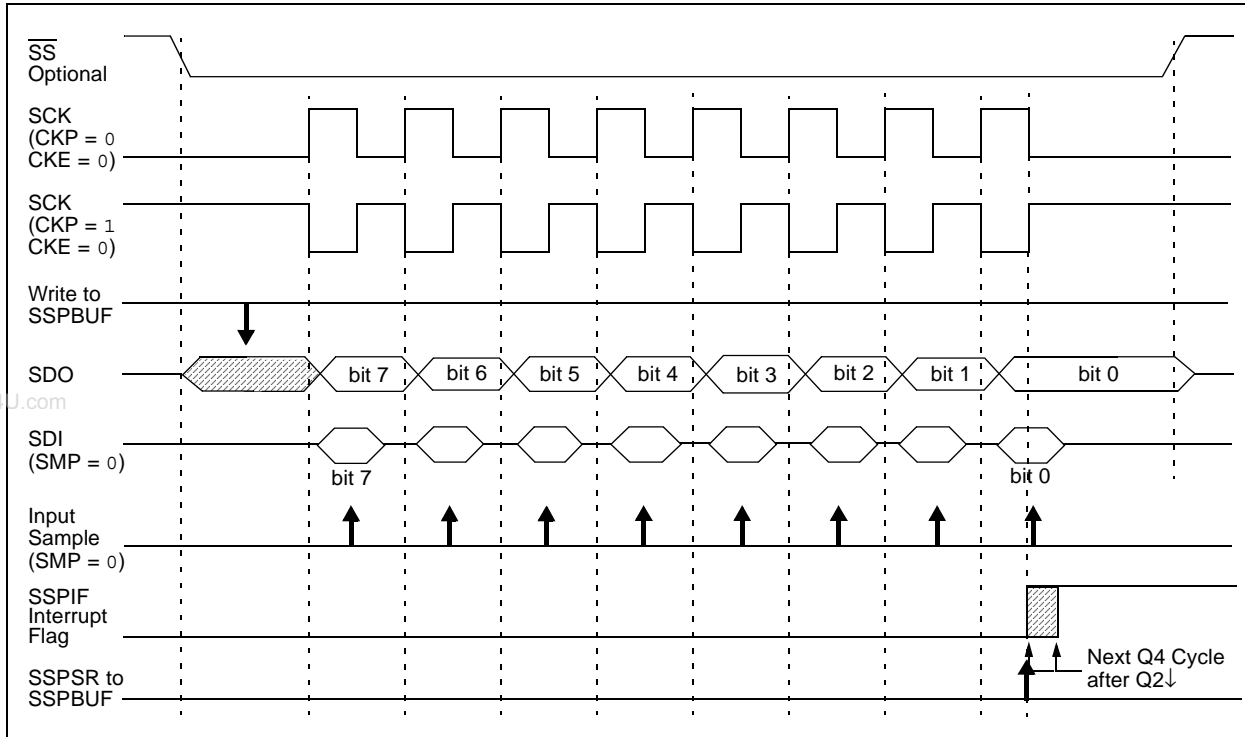 SS
Optional
SCK
(CKP = 0
CKE = 0)
SCK
(CKP = 1
CKE = 0)
Write to
SSPBUF
SDO
bit 7 bit 6 bit 5 bit 4 bit 3 bit 2 bit 1 bit 0
4U.com
SDI
(SMP = 0)
bit 7 bit 0
Input
Sample
(SMP = 0)
SSPIF
Interrupt
Flag
Next Q4 Cycle
after Q2↓
SSPSR to
SSPBUF